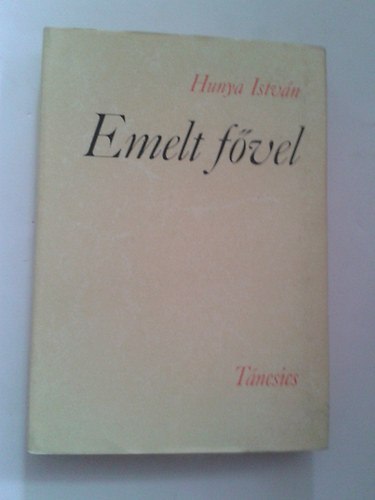 Hunya István
Emelt fővel
Táncsics